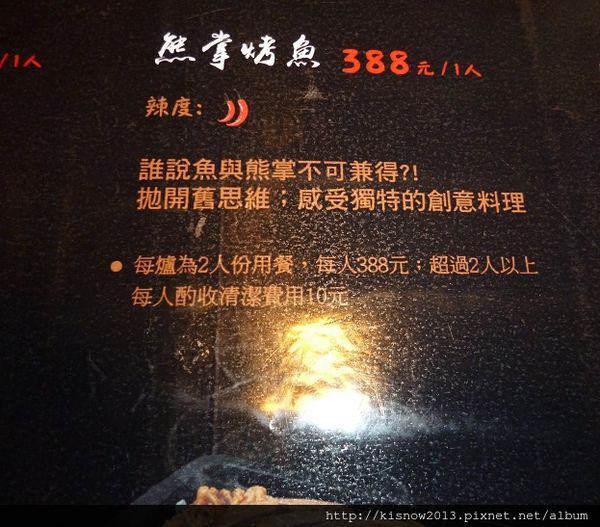 /1人
熊掌烤魚 388元/1人
辣度:
誰說魚與熊掌不可兼得?!
拋開舊思維；感受獨特的創意料理
● 每爐為2人份用餐，每人388元；超過2人以上
每人酌收清潔費用10元
http://kisnow2013.pixnet.net/album